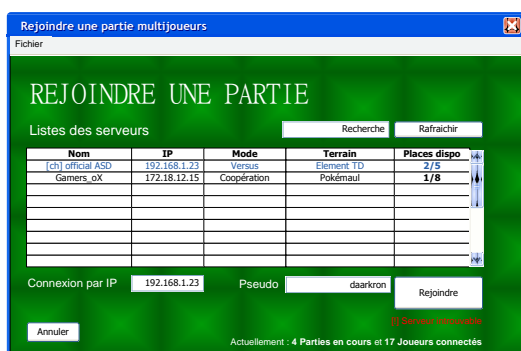 Rejoindre une partie multijoueurs
Fichier
REJOINDRE UNE PARTIE
Listes des serveurs
Recherche
Rafraichir
Nom IP Mode Terrain Places dispo
[ch] official ASD 192.168.1.23 Versus Element TD 2/5
Gamers_oX 172.18.12.15 Coopération Pokémaul 1/8
Connexion par IP 192.168.1.23 Pseudo daarkron
Rejoindre
Annuler
Actuellement : 4 Parties en cours et 17 Joueurs connectés